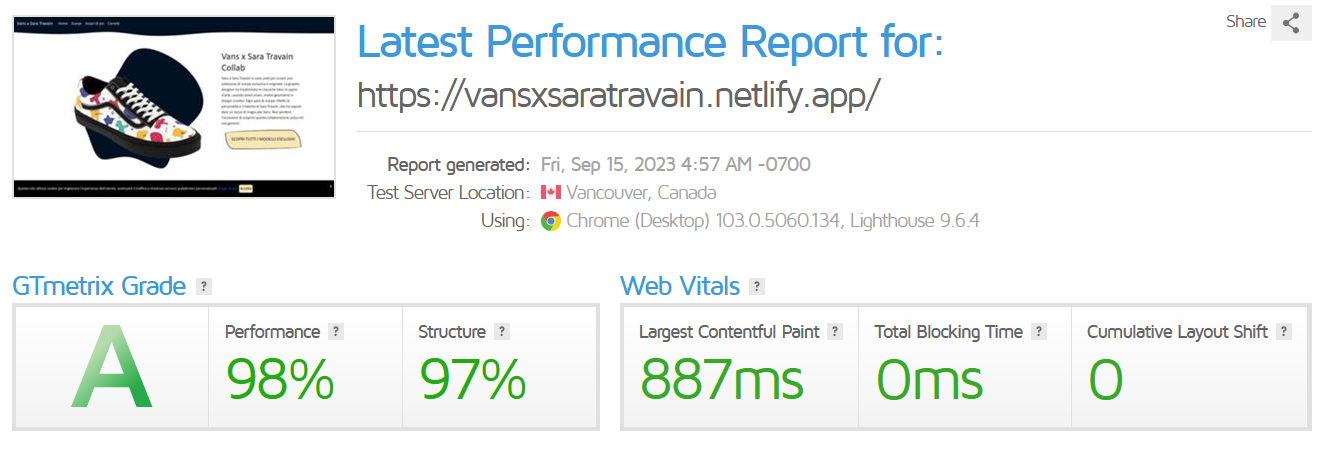 Vans x Sara Travain Home Scarpe Scopri di più Contatto
Vans x Sara Travain
Collab
SCOPRI TUTTI I MODELLI ESCLUSIVI
Accetto
Latest Performance Report for:
Share
https://vansxsaratravain.netlify.app/
Report generated: Fri, Sep 15, 2023 4:57 AM -0700
Test Server Location: Vancouver, Canada
Using: Chrome (Desktop) 103.0.5060.134, Lighthouse 9.6.4
GTmetrix Grade ?
Web Vitals ?
A
Performance ?
98%
Structure ?
97%
Largest Contentful Paint ?
887ms
Total Blocking Time ?
0ms
Cumulative Layout Shift ?
0